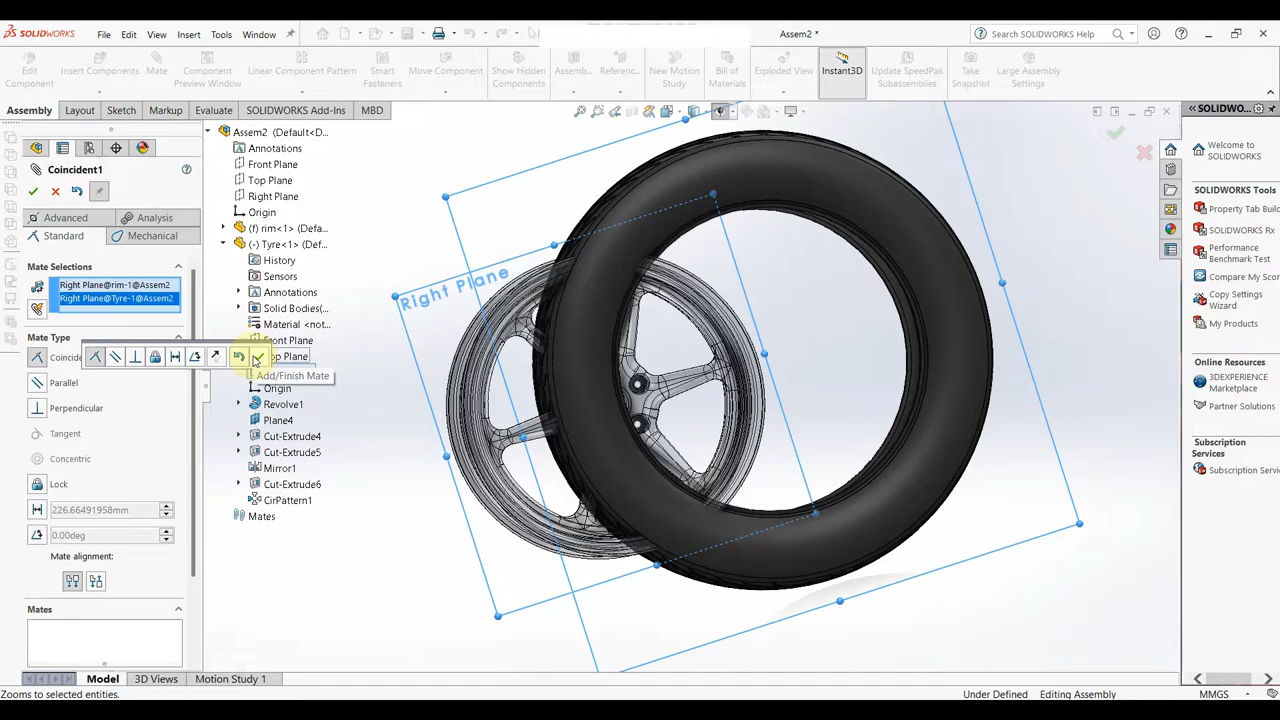 SOLIDWORKS File Edit View Insert Tools Window Assem2 * Search SOLIDWORKS Help
Edit Component
Insert Components
Mate
Component Preview Window
Linear Component Pattern
Smart Fasteners
Move Component
Show Hidden Components
Assemb...
Referenc...
New Motion Study
Bill of Materials
Exploded View
Instant3D
Update SpeedPak Subassemblies
Take Snapshot
Large Assembly Settings
Assembly Layout Sketch Markup Evaluate SOLIDWORKS Add-Ins MBD
SOLIDWO...
Coincident1
Advanced Analysis
Standard Mechanical
Mate Selections
Right Plane@rim-1@Assem2
Right Plane@Tyre-1@Assem2
Mate Type
Coincide
Parallel
Perpendicular
Tangent
Concentric
Lock
226.66491958mm
0.00deg
Mate alignment:
Mates
Assem2 (Default<D...
Annotations
Front Plane
Top Plane
Right Plane
Origin
(f) rim<1> (Defa...
(-) Tyre<1> (Def...
History
Sensors
Annotations
Solid Bodies(...
Material <not...
Front Plane
op Plane
Add/Finish Mate
Origin
Revolve1
Plane4
Cut-Extrude4
Cut-Extrude5
Mirror1
Cut-Extrude6
CirPattern1
Mates
Right Plane
Welcome to SOLIDWORKS
SOLIDWORKS Tools
Property Tab Build
SOLIDWORKS Rx
Performance Benchmark Test
Compare My Scor
Copy Settings Wizard
My Products
Online Resources
3DEXPERIENCE Marketplace
Partner Solutions
Subscription Services
Subscription Servi
Model 3D Views Motion Study 1
Zooms to selected entities. Under Defined Editing Assembly MMGS